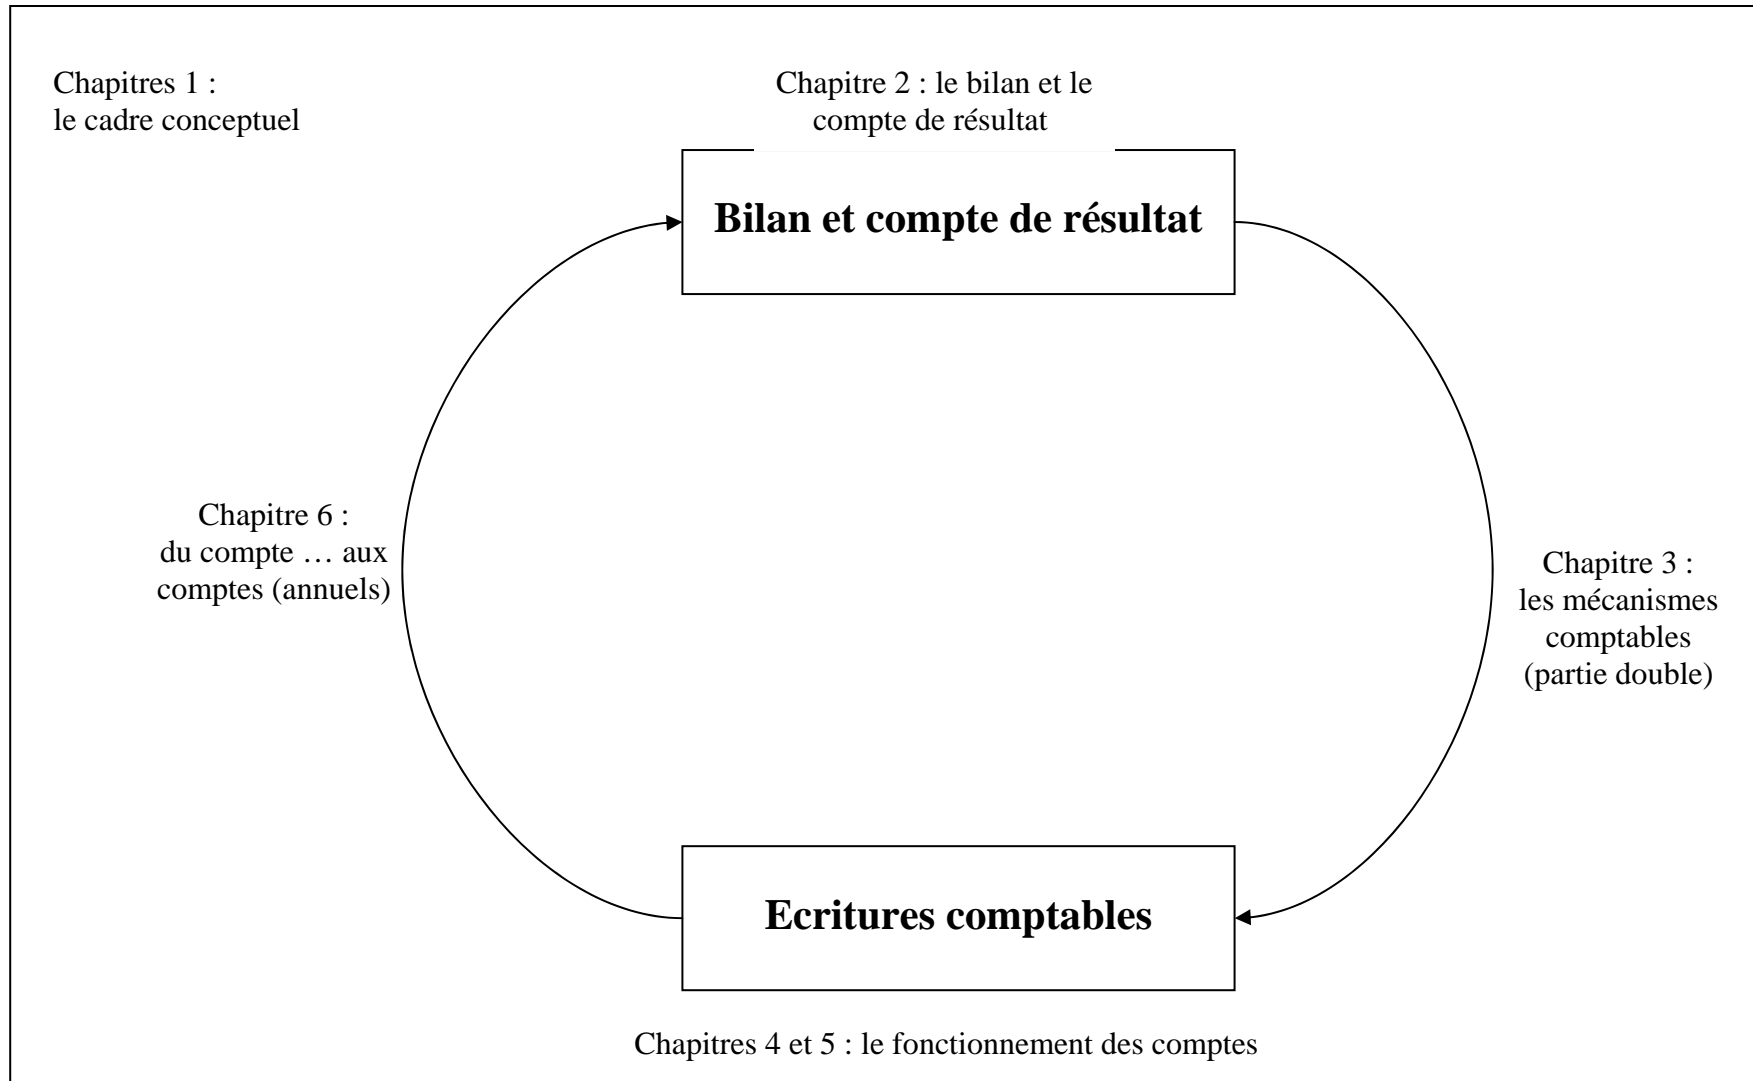 Chapitres 1 :
le cadre conceptuel
Chapitre 2 : le bilan et le
compte de résultat
Bilan et compte de résultat
Chapitre 6 :
du compte … aux
comptes (annuels)
Chapitre 3 :
les mécanismes
comptables
(partie double)
Ecritures comptables
Chapitres 4 et 5 : le fonctionnement des comptes